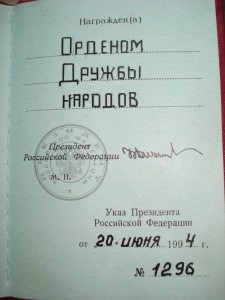 Награжден(а)
Орденом
Дружбы
народов
Президент
Российской Федерации
М. П.
Указ Президента
Российской Федерации
от 20 июня 1994 г.
№ 1296